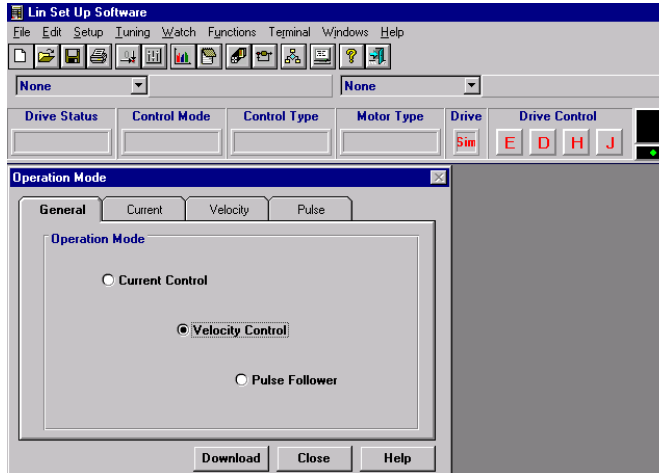 Lin Set Up Software
File Edit Setup Tuning Watch Functions Terminal Windows Help
None None
Drive Status Control Mode Control Type Motor Type Drive Drive Control
Sim E D H J
Operation Mode
General Current Velocity Pulse
Operation Mode
Current Control
Velocity Control
Pulse Follower
Download Close Help